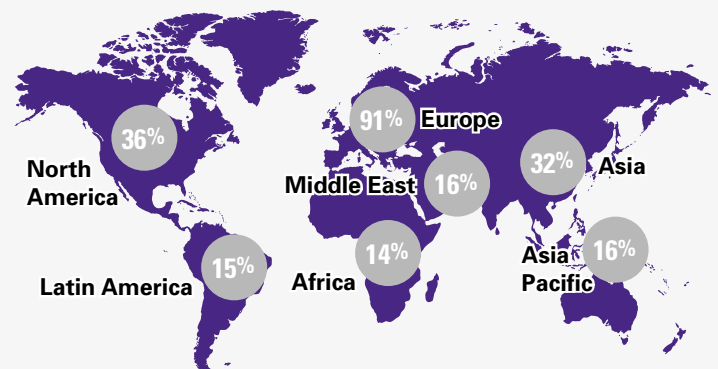 91%
Europe
36%
32%
Asia
North
America
Middle East
16%
14%
Africa
15%
Latin America
Asia
Pacific
16%